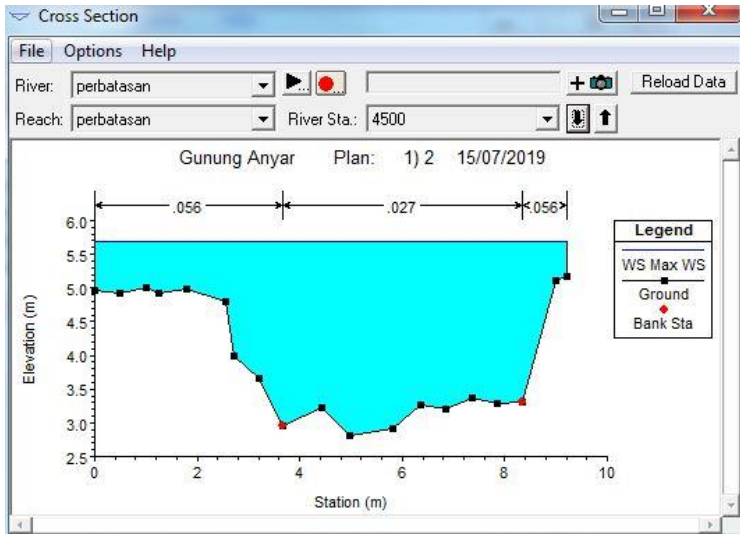 Cross Section
File Options Help
River: perbatasan
Reload Data
Reach: perbatasan River Sta.: 4500
Gunung Anyar Plan: 1) 2 15/07/2019
.056 .027 .056
6.0
5.5
5.0
4.5
4.0
3.5
3.0
2.5
Elevation (m)
0 2 4 6 8 10
Station (m)
Legend
WS Max WS
Ground
Bank Sta